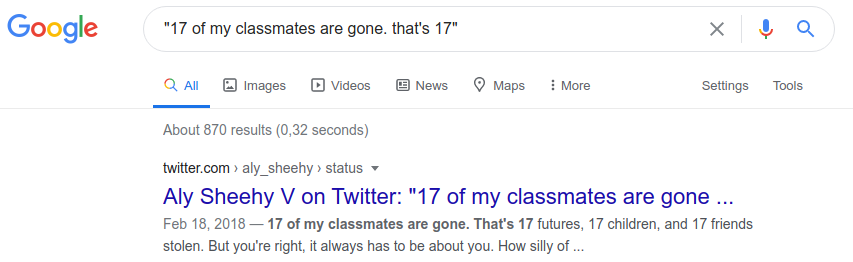 Google "17 of my classmates are gone. that's 17"
All Images Videos News Maps More Settings Tools
About 870 results (0,32 seconds)
twitter.com › aly_sheehy › status
Aly Sheehy V on Twitter: "17 of my classmates are gone ...
Feb 18, 2018 — 17 of my classmates are gone. That's 17 futures, 17 children, and 17 friends
stolen. But you're right, it always has to be about you. How silly of ...